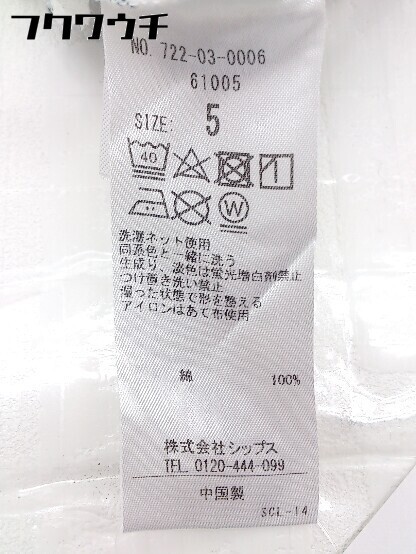 フクワウチ
NO. 722-03-0006
61005
SIZE: 5
40
W
洗濯ネット使用
同系色と一緒に洗う
生成り、淡色は蛍光増白剤禁止
つけ置き洗い禁止
湿った状態で形を整える
アイロンはあて布使用
綿 100%
株式会社シップス
TEL. 0120-444-099
中国製
SCL-14